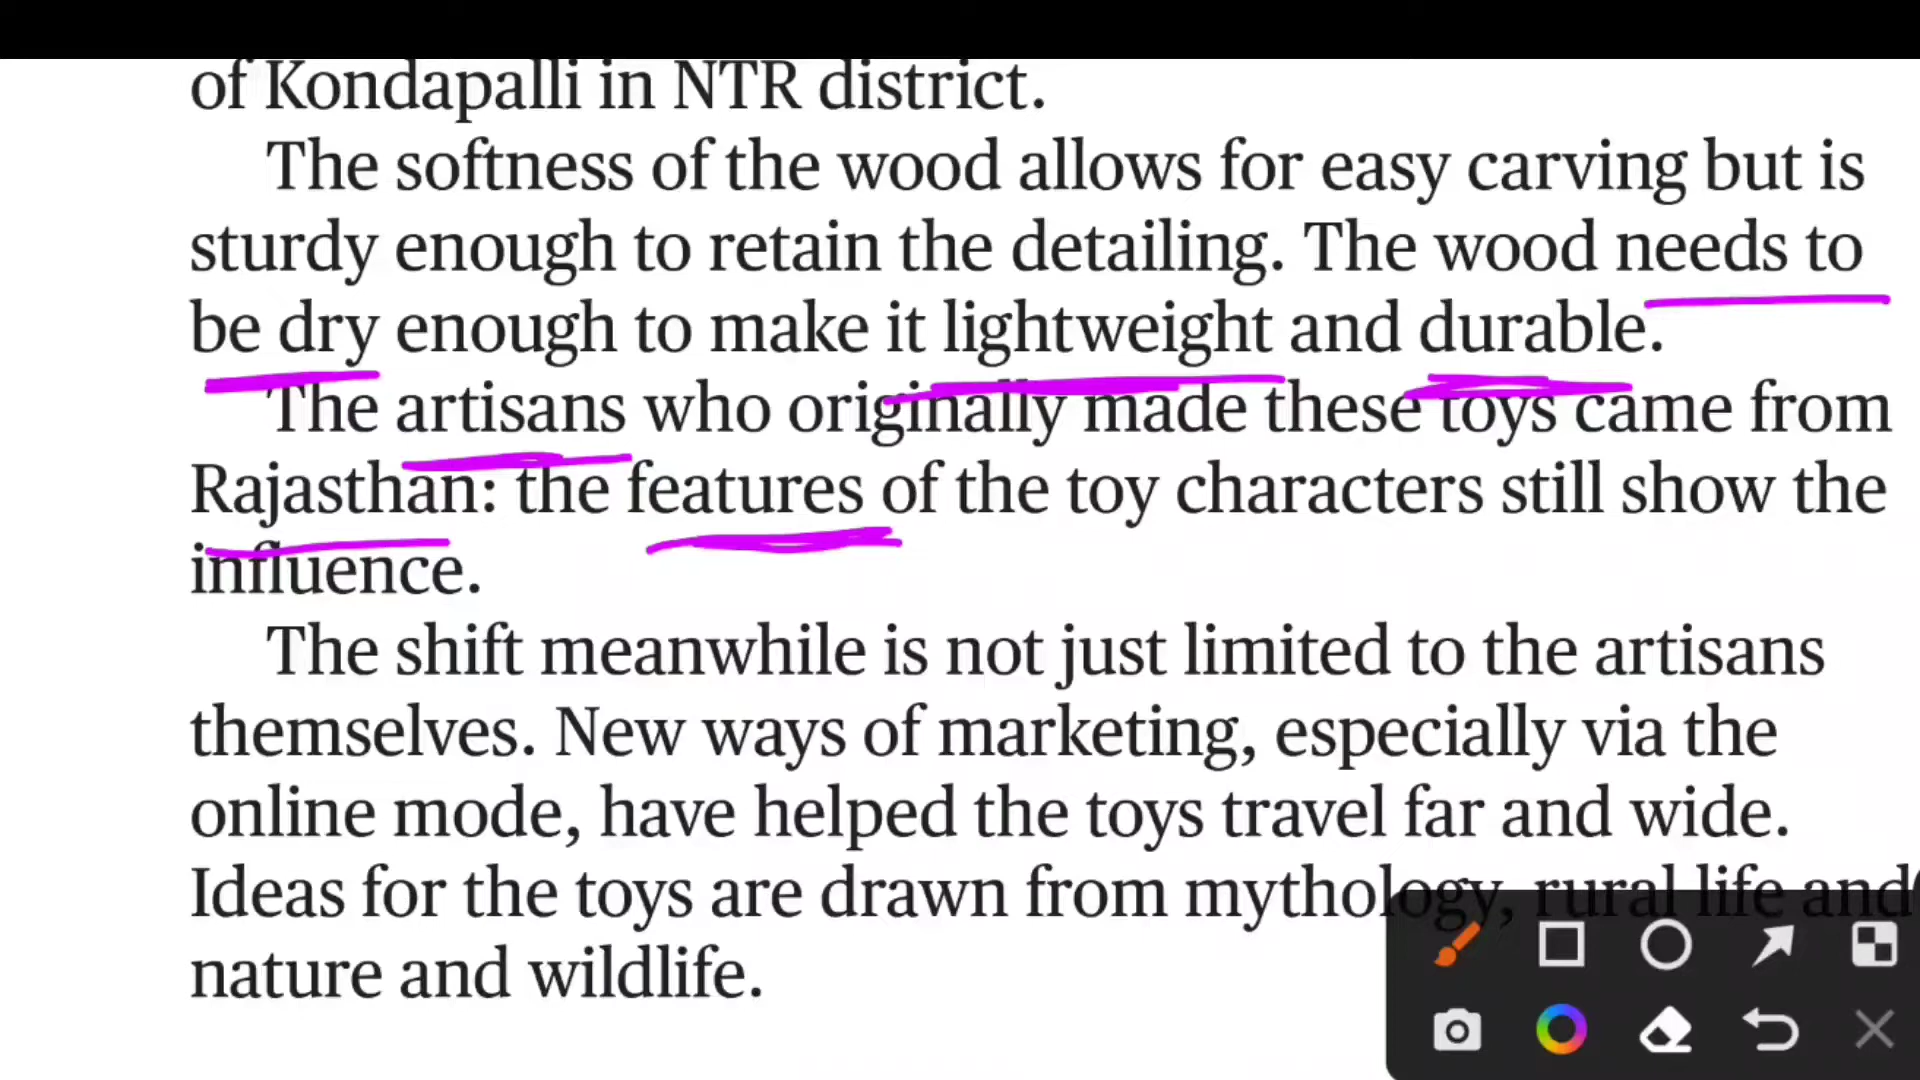 of Kondapalli in NTR district.
The softness of the wood allows for easy carving but is
sturdy enough to retain the detailing. The wood needs to
be dry enough to make it lightweight and durable.
The artisans who originally made these toys came from
Rajasthan: the features of the toy characters still show the
influence.
The shift meanwhile is not just limited to the artisans
themselves. New ways of marketing, especially via the
online mode, have helped the toys travel far and wide.
Ideas for the toys are drawn from mythology, rural life and
nature and wildlife.